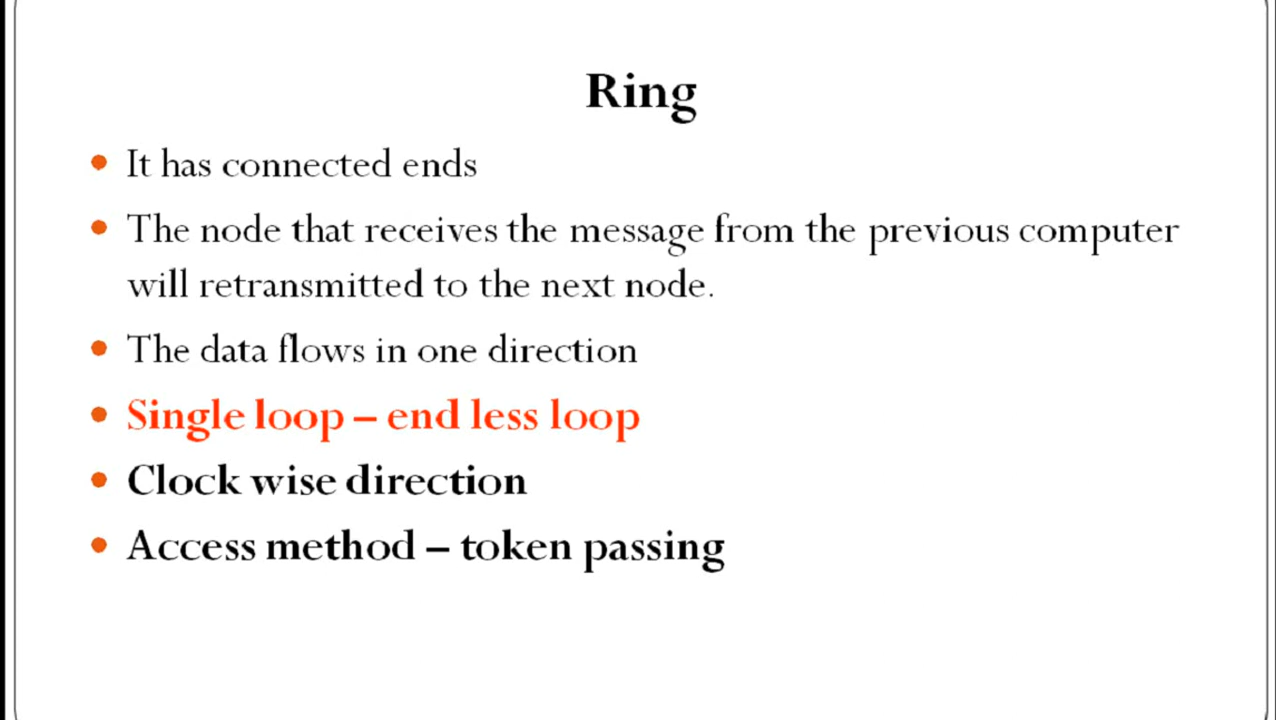 Ring
• It has connected ends
• The node that receives the message from the previous computer
will retransmitted to the next node.
• The data flows in one direction
• Single loop – end less loop
• Clock wise direction
• Access method – token passing